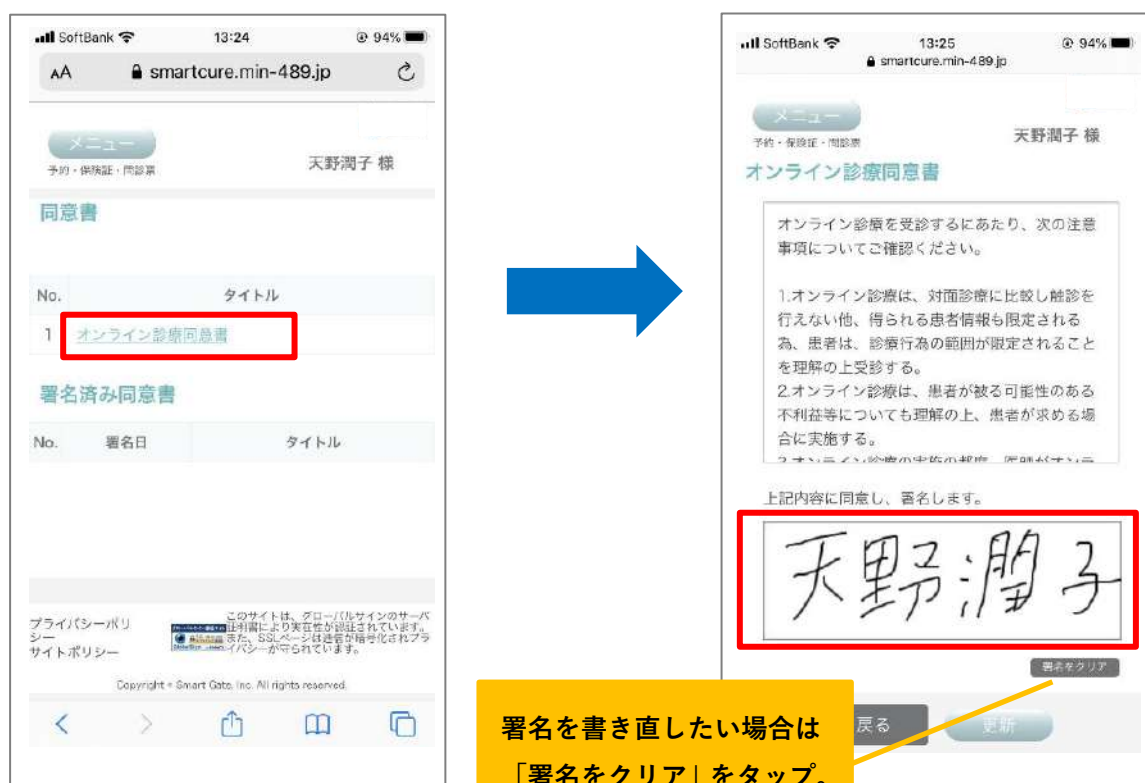 SoftBank 13:24 94%
AA smartcure.min-489.jp
メニュー
予約・保険証・問診票
天野潤子 様
同意書
No. タイトル
1 オンライン診療同意書
署名済み同意書
No. 署名日 タイトル
プライバシーポリシー
サイトポリシー
このサイトは、グローバルサインのサーバ
証明書により実在性が認証されています。
また、SSLページは通信が暗号化されプラ
イバシーが守られています。
Copyright © Smart Gate, Inc. All rights reserved.
SoftBank 13:25 94%
smartcure.min-489.jp
メニュー
予約・保険証・問診票
天野潤子 様
オンライン診療同意書
オンライン診療を受診するにあたり、次の注意
事項についてご確認ください。
1.オンライン診療は、対面診療に比較し触診を
行えない他、得られる患者情報も限定される
為、患者は、診療行為の範囲が限定されること
を理解の上受診する。
2.オンライン診療は、患者が被る可能性のある
不利益等についても理解の上、患者が求める場
合に実施する。
上記内容に同意し、署名します。
天野潤子
署名をクリア
戻る
更新
署名を書き直したい場合は
「署名をクリア」をタップ。